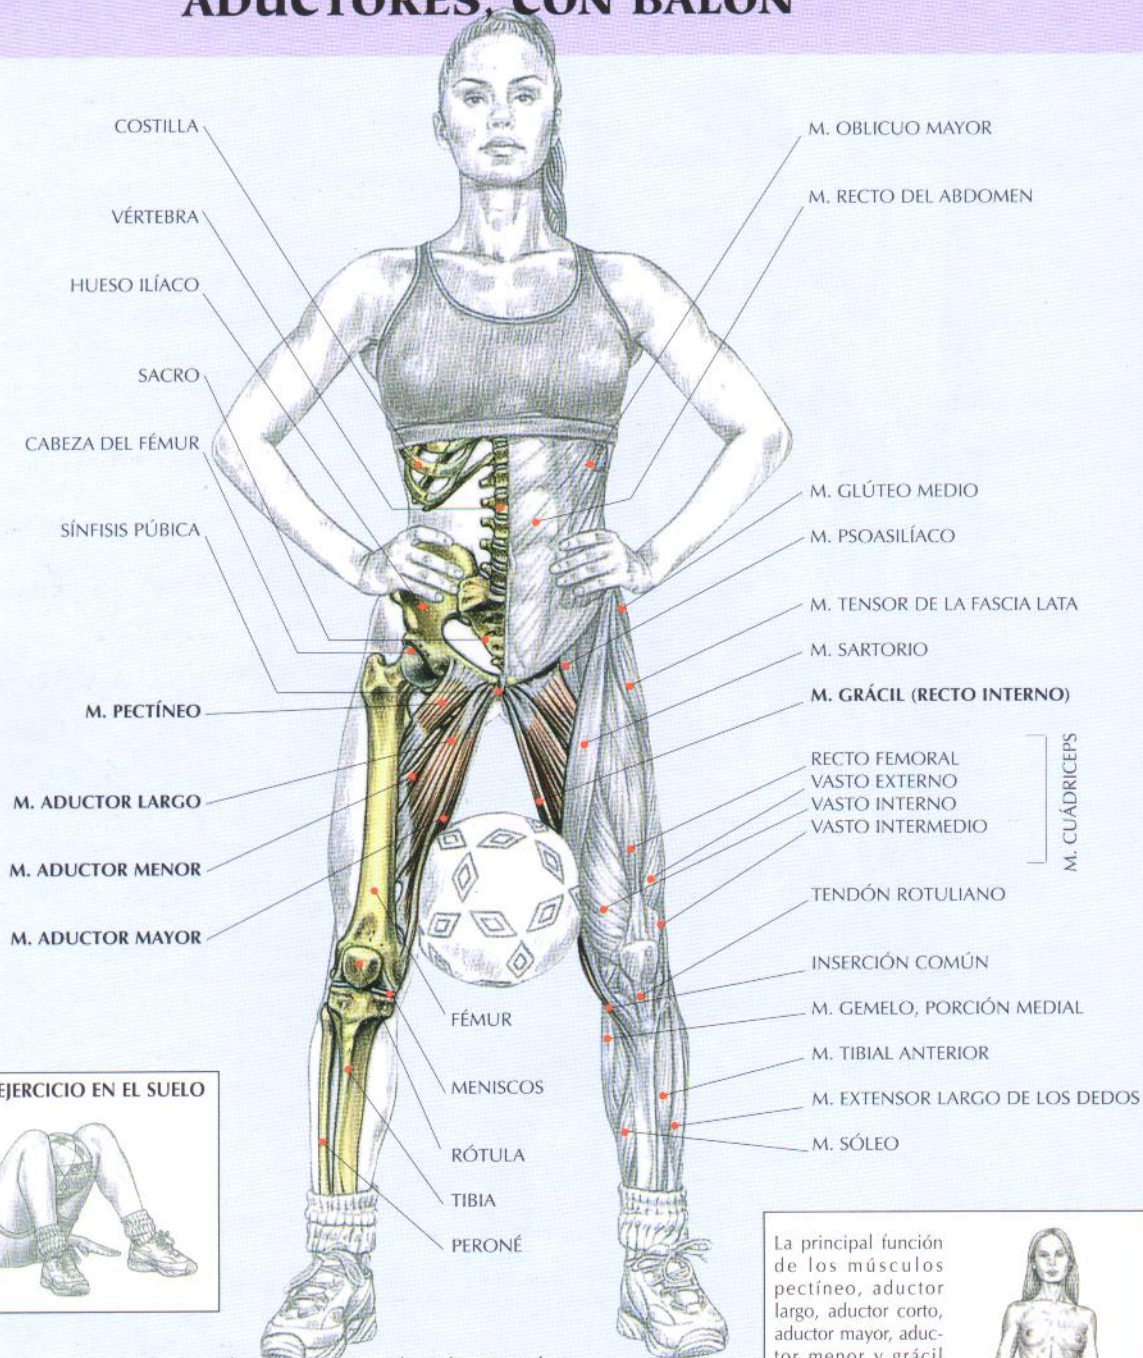 ADUCTORES, CON BALÓN
COSTILLA
VÉRTEBRA
HUESO ILÍACO
SACRO
CABEZA DEL FÉMUR
SÍNFISIS PÚBICA
M. PECTÍNEO
M. ADUCTOR LARGO
M. ADUCTOR MENOR
M. ADUCTOR MAYOR
M. OBLICUO MAYOR
M. RECTO DEL ABDOMEN
M. GLÚTEO MEDIO
M. PSOASILÍACO
M. TENSOR DE LA FASCIA LATA
M. SARTORIO
M. GRÁCIL (RECTO INTERNO)
RECTO FEMORAL
VASTO EXTERNO
VASTO INTERNO
VASTO INTERMEDIO
M. CUÁDRICEPS
TENDÓN ROTULIANO
INSERCIÓN COMÚN
M. GEMELO, PORCIÓN MEDIAL
M. TIBIAL ANTERIOR
M. EXTENSOR LARGO DE LOS DEDOS
M. SÓLEO
FÉMUR
MENISCOS
RÓTULA
TIBIA
PERONÉ
EJERCICIO EN EL SUELO
La principal función
de los músculos
pectíneo, aductor
largo, aductor corto,
aductor mayor, aduc-
tor menor y grácil